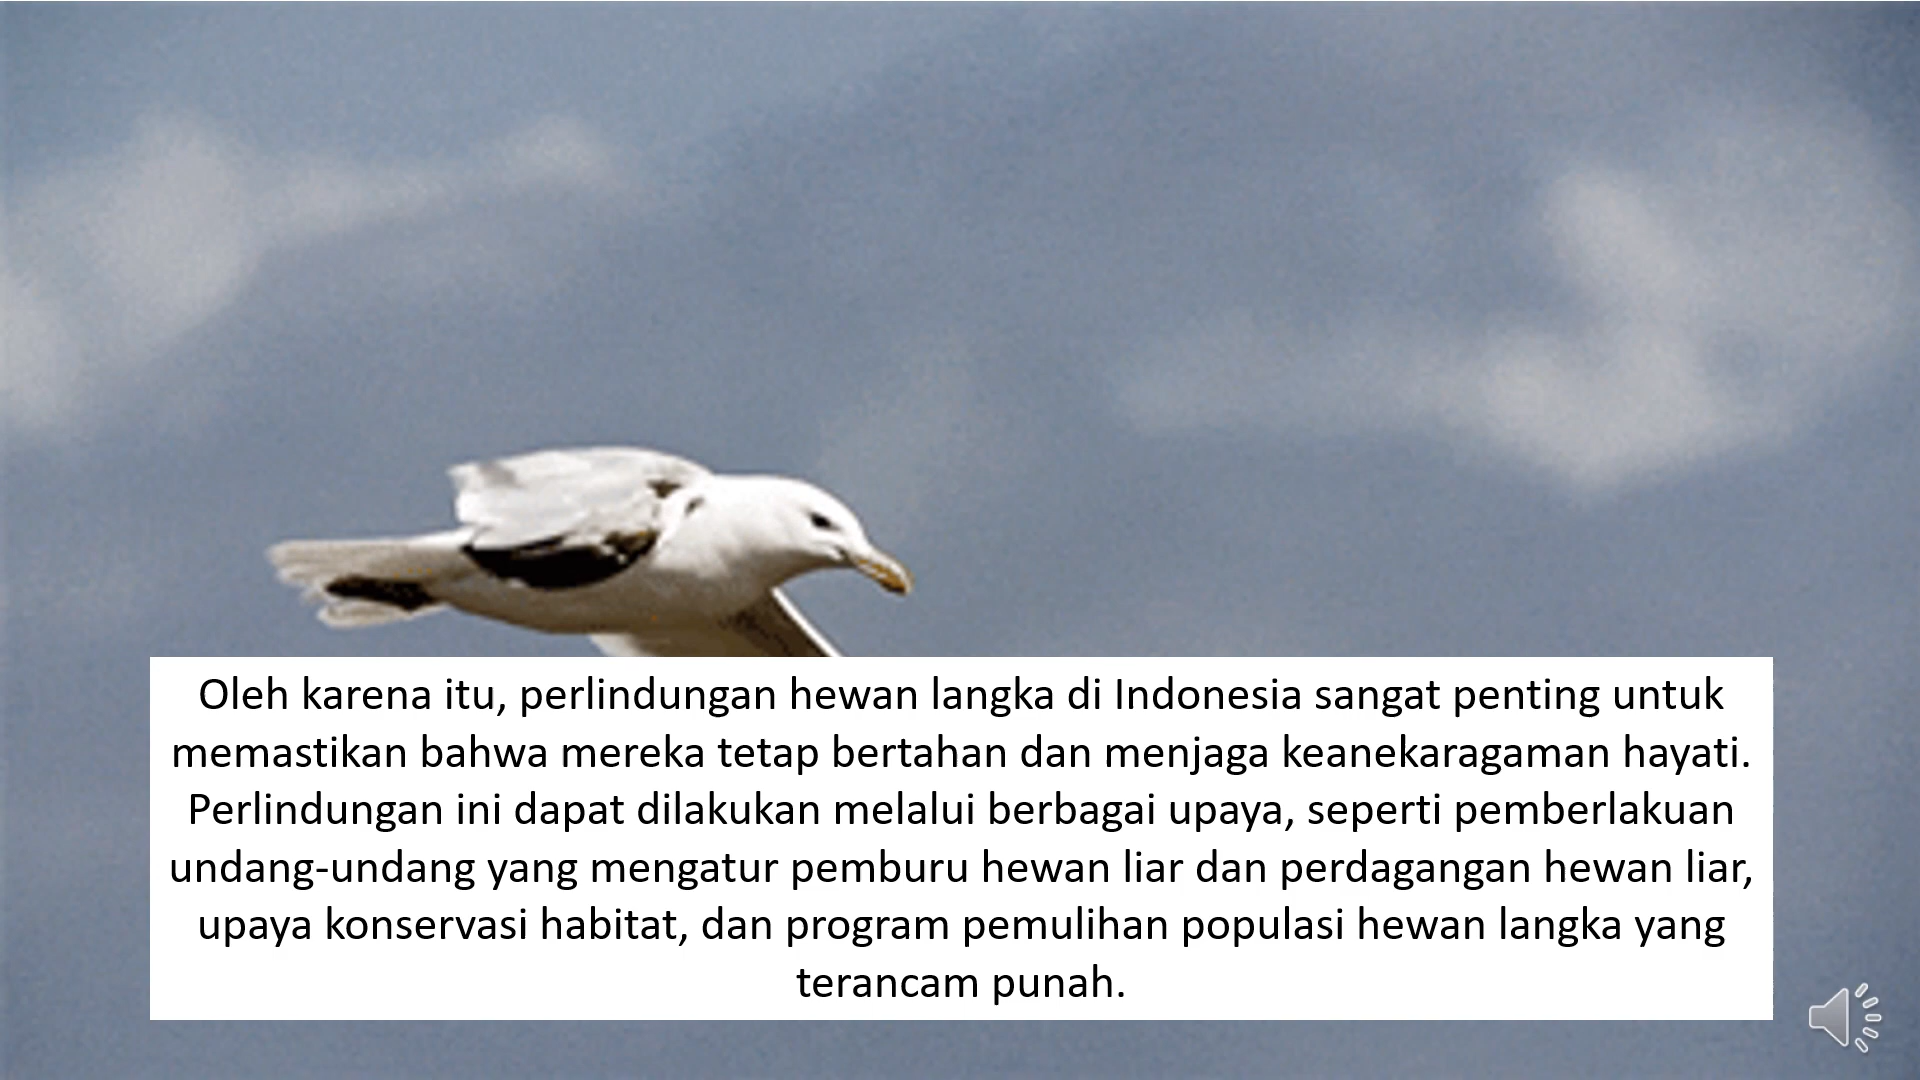 Oleh karena itu, perlindungan hewan langka di Indonesia sangat penting untuk
memastikan bahwa mereka tetap bertahan dan menjaga keanekaragaman hayati.
Perlindungan ini dapat dilakukan melalui berbagai upaya, seperti pemberlakuan
undang-undang yang mengatur pemburu hewan liar dan perdagangan hewan liar,
upaya konservasi habitat, dan program pemulihan populasi hewan langka yang
terancam punah.